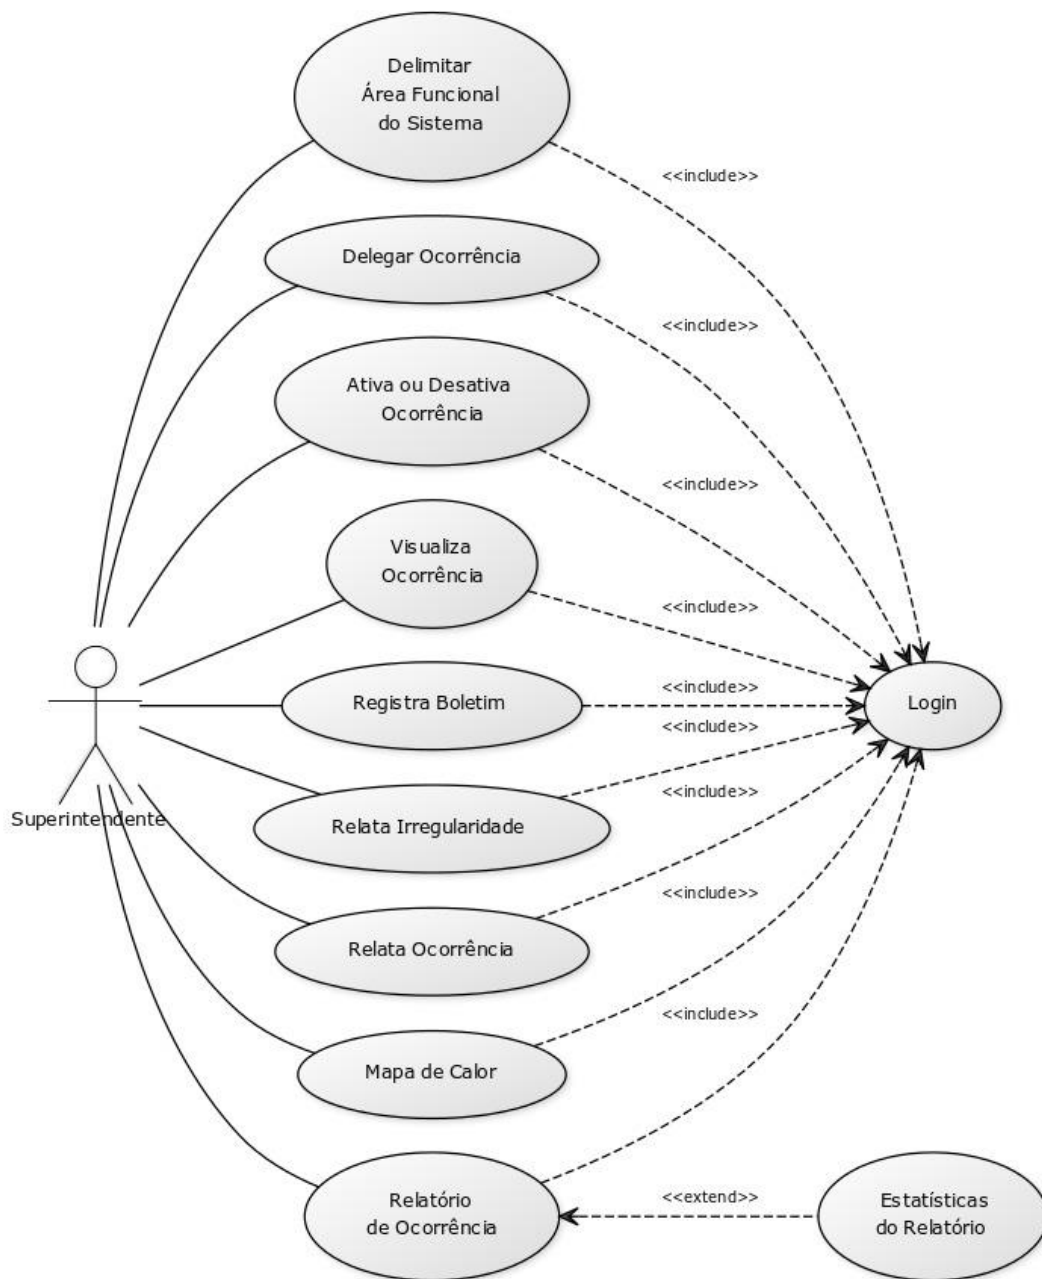 Delimitar
Área Funcional
do Sistema
<<include>>
Delegar Ocorrência
<<include>>
Ativa ou Desativa
Ocorrência
<<include>>
Visualiza
Ocorrência
<<include>>
Registra Boletim
<<include>>
Login
<<include>>
Superintendente
Relata Irregularidade
<<include>>
Relata Ocorrência
<<include>>
Mapa de Calor
<<include>>
Relatório
de Ocorrência
<<extend>>
Estatísticas
do Relatório